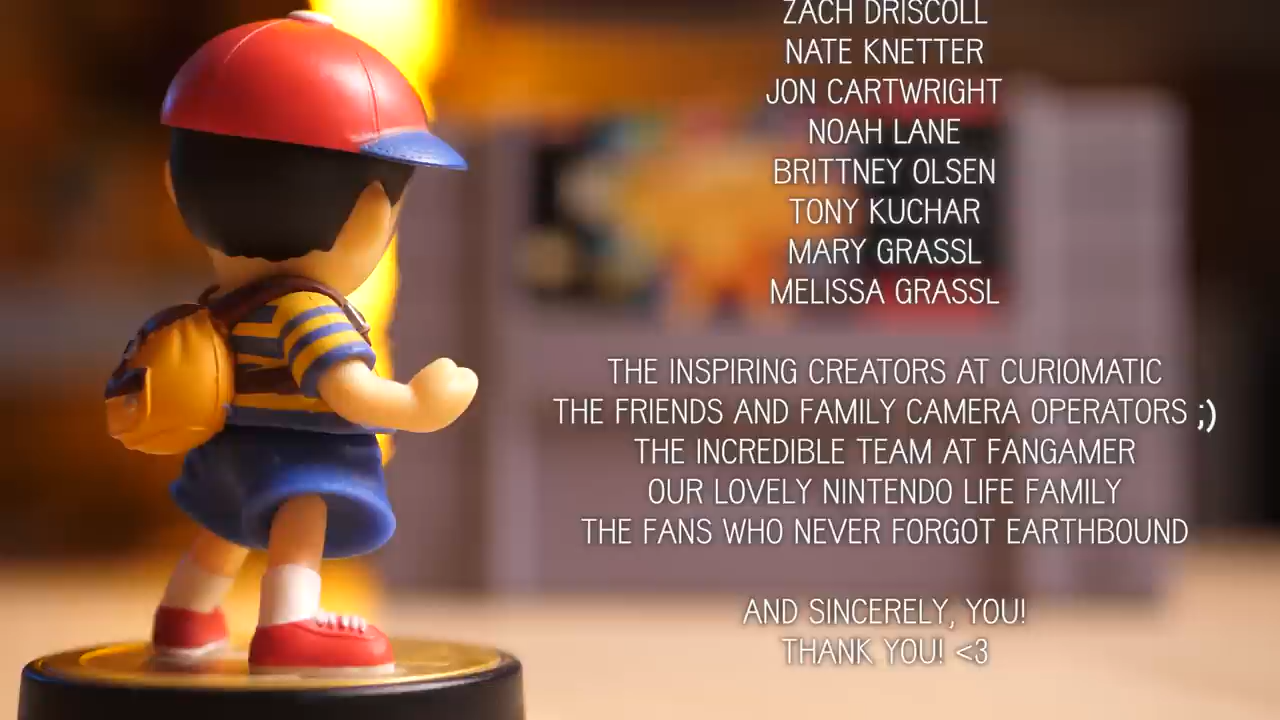 ZACH DRISCOLL
NATE KNETTER
JON CARTWRIGHT
NOAH LANE
BRITTNEY OLSEN
TONY KUCHAR
MARY GRASSL
MELISSA GRASSL
THE INSPIRING CREATORS AT CURIOMATIC
THE FRIENDS AND FAMILY CAMERA OPERATORS ;)
THE INCREDIBLE TEAM AT FANGAMER
OUR LOVELY NINTENDO LIFE FAMILY
THE FANS WHO NEVER FORGOT EARTHBOUND
AND SINCERELY, YOU!
THANK YOU! <3